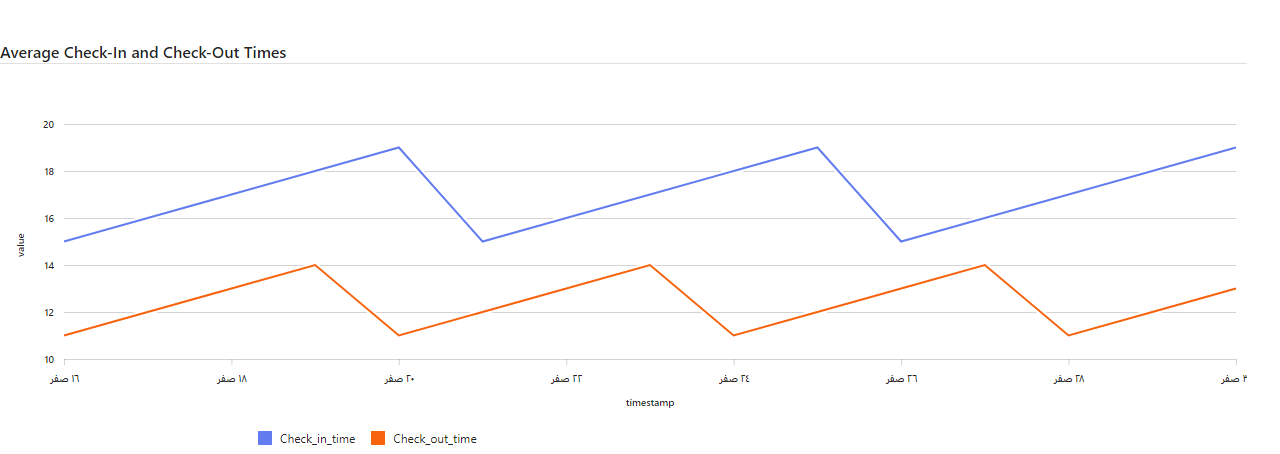 Average Check-In and Check-Out Times
20
18
16
14
12
10
value
١٦ صفر
١٨ صفر
٢٠ صفر
٢٢ صفر
٢٤ صفر
٢٦ صفر
٢٨ صفر
صفر
timestamp
Check_in_time
Check_out_time